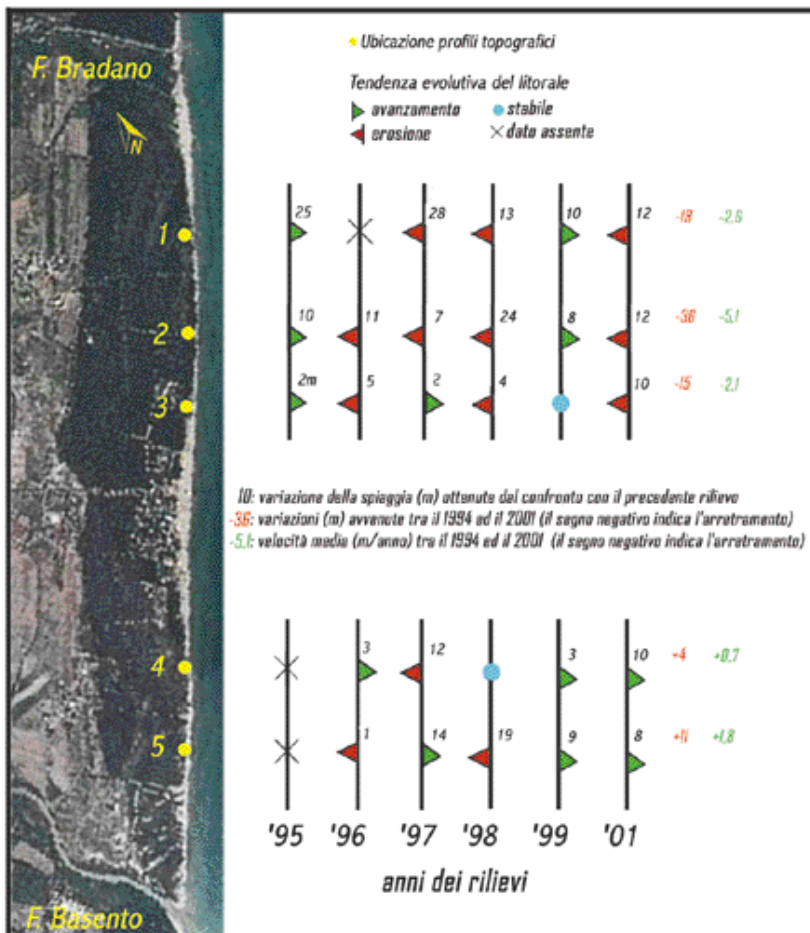 F. Bradano
N
1
2
3
4
5
F. Basento
Ubicazione profili topografici
Tendenza evolutiva del litorale
avanzamento stabile
erosione dato assente
25 28 13 10 12 -18 -2,6
10 11 7 24 8 12 -36 -5,1
2m 5 2 4 10 -15 -2,1
10: variazione della spiaggia (m) ottenute dal confronto con il precedente rilievo
-36: variazioni (m) avvenute tra il 1994 ed il 2001 (il segno negativo indica l'arretramento)
-5,1: velocità media (m/anno) tra il 1994 ed il 2001 (il segno negativo indica l'arretramento)
3 12 3 10 +4 +0,7
1 14 19 9 8 +11 +1,8
'95 '96 '97 '98 '99 '01
anni dei rilievi